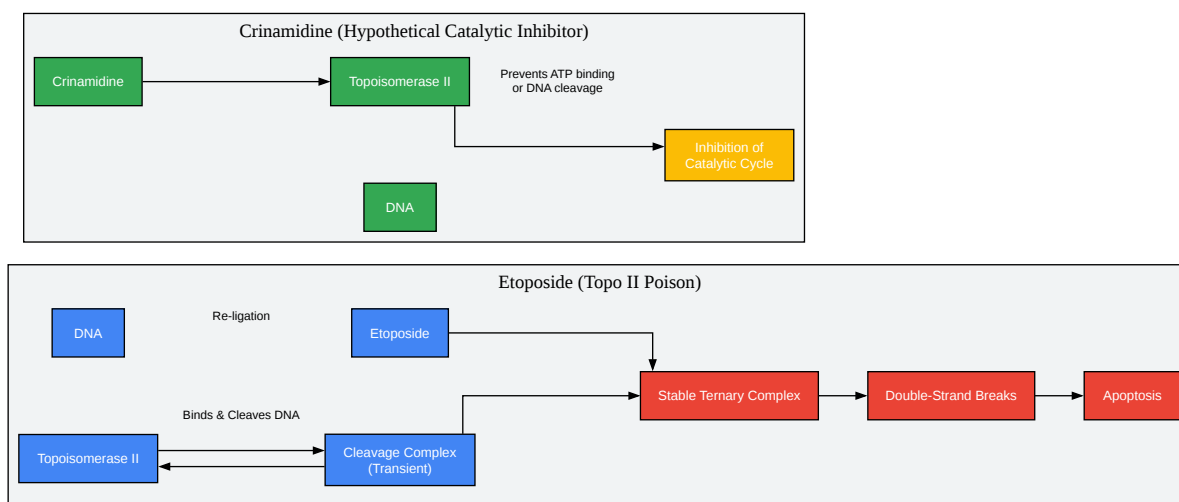 Crinamidine (Hypothetical Catalytic Inhibitor)
Crinamidine
Topoisomerase II
Prevents ATP binding
or DNA cleavage
Inhibition of
Catalytic Cycle
DNA
Etoposide (Topo II Poison)
DNA
Re-ligation
Etoposide
Stable Ternary Complex
Double-Strand Breaks
Apoptosis
Binds & Cleaves DNA
Topoisomerase II
Cleavage Complex
(Transient)